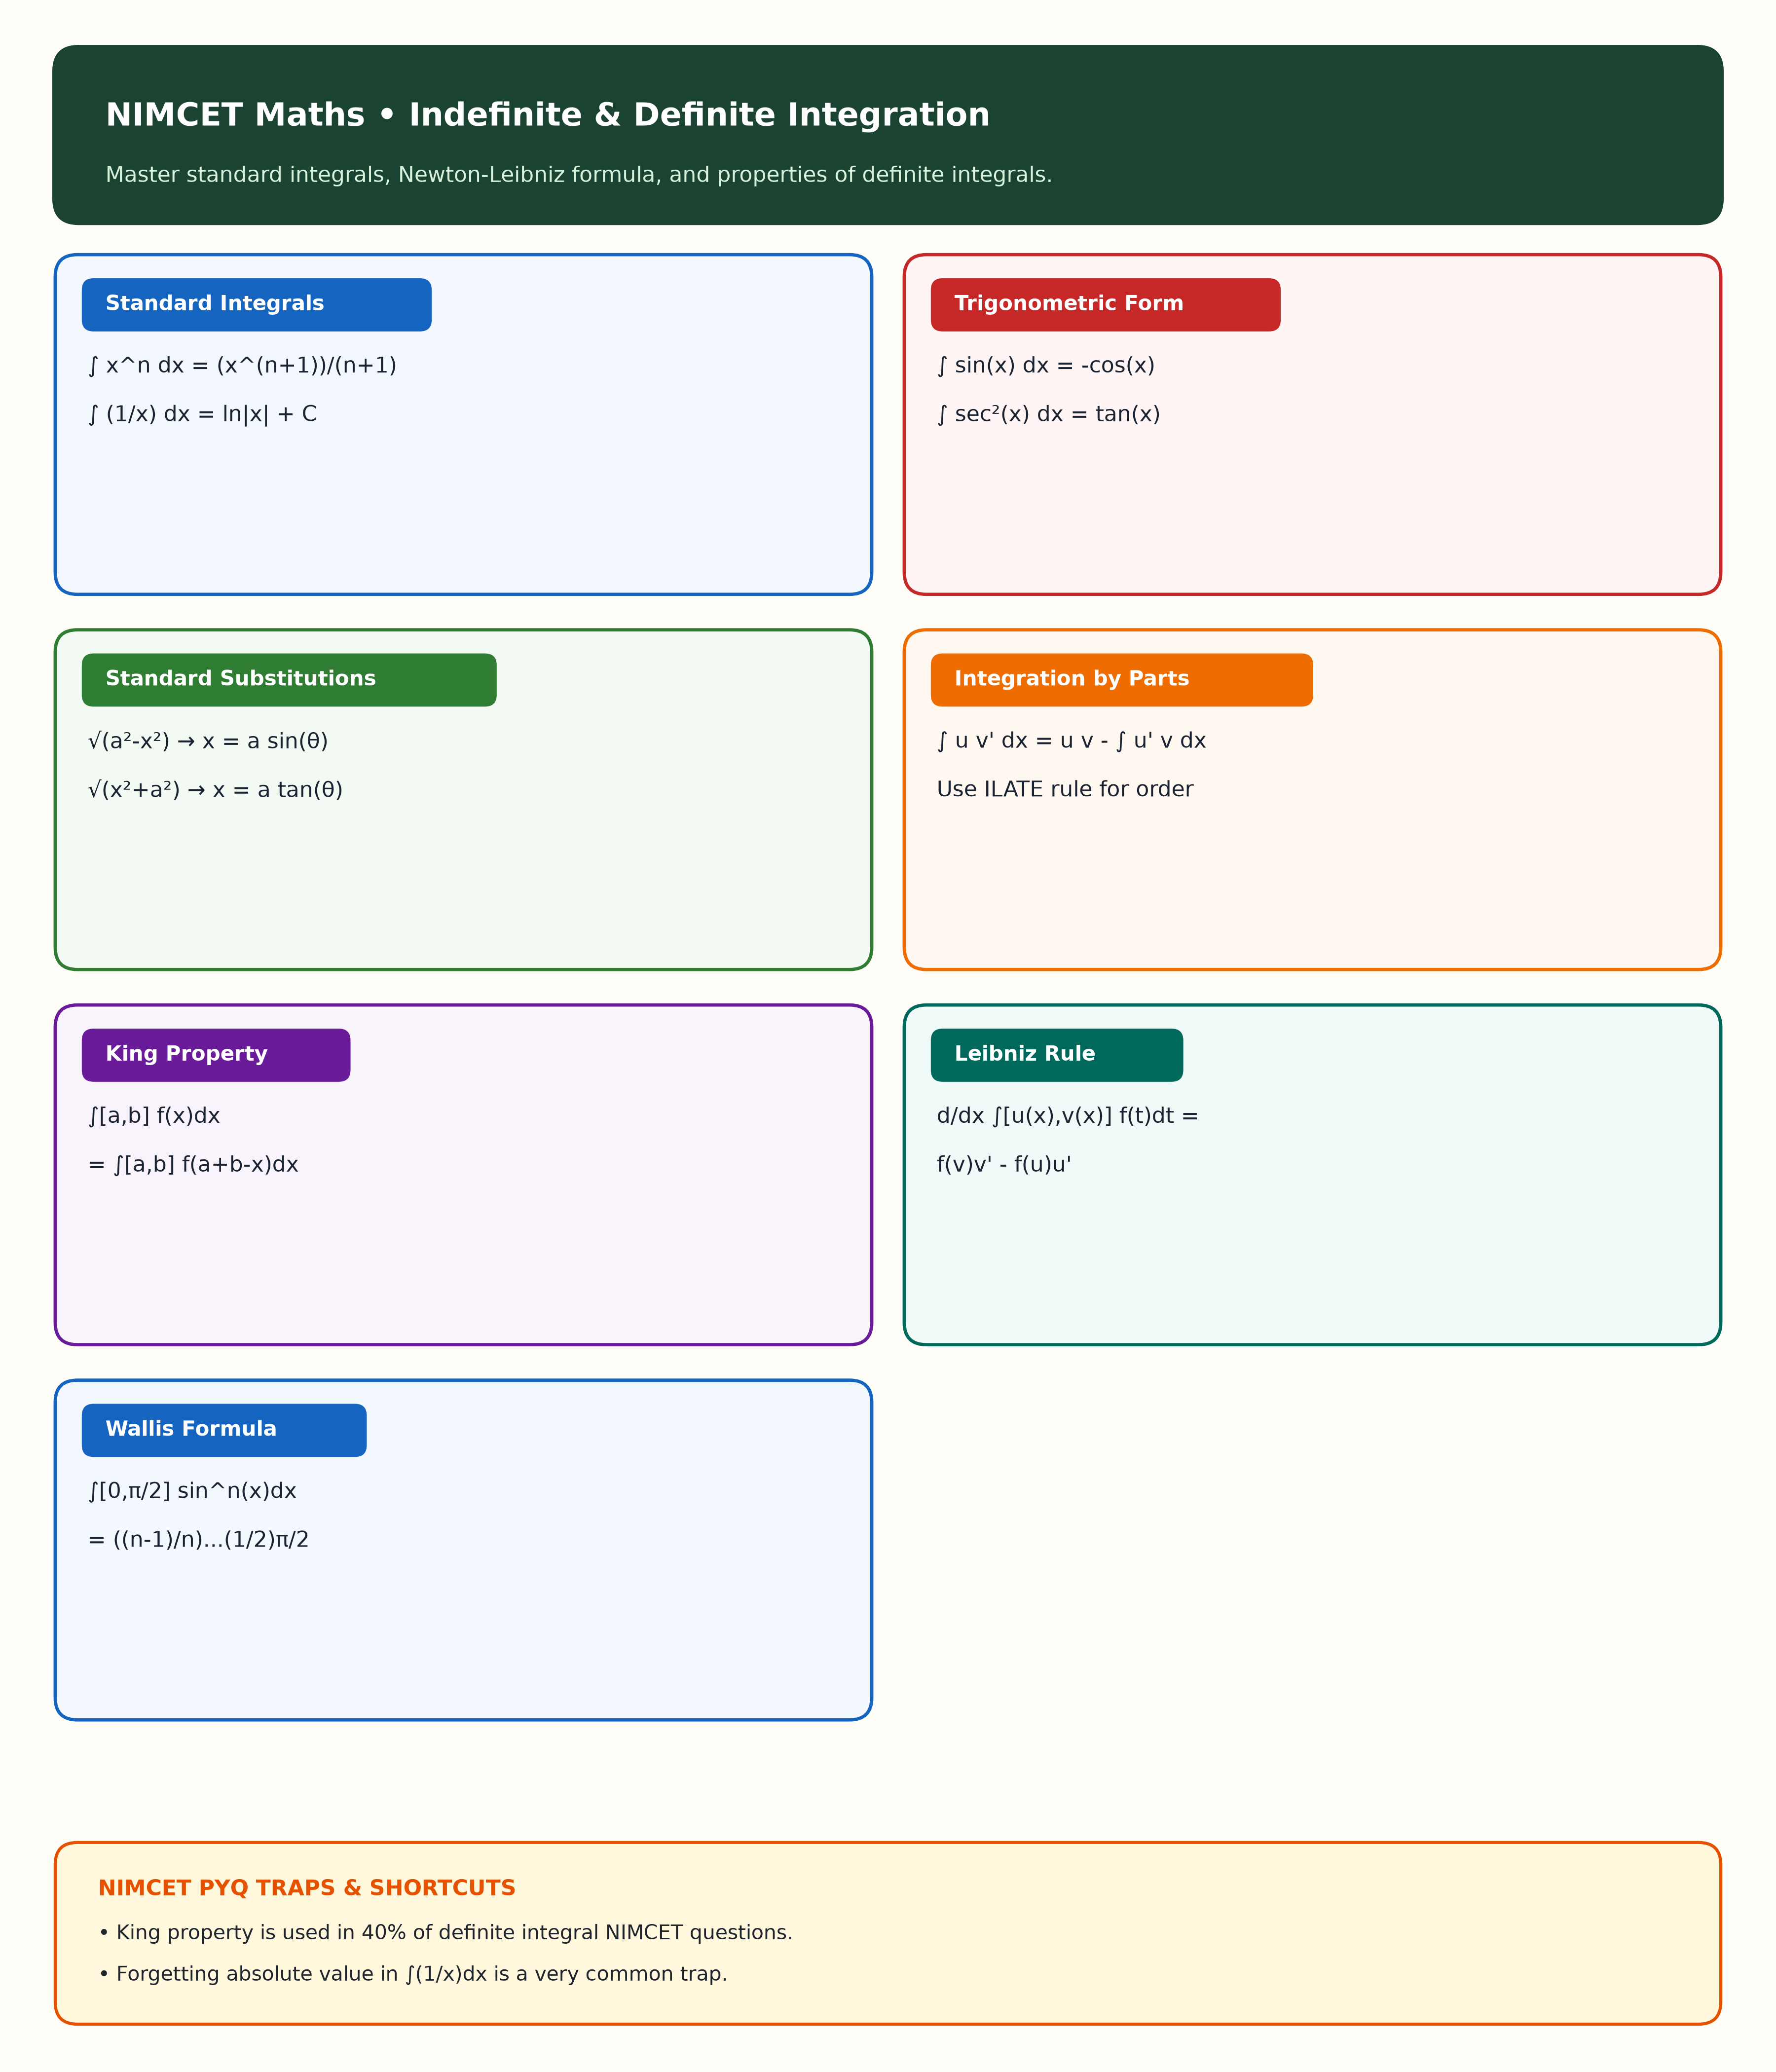 NIMCET Maths • Indefinite & Definite Integration
Master standard integrals, Newton-Leibniz formula, and properties of definite integrals.
Standard Integrals
∫ x^n dx = (x^(n+1))/(n+1)
∫ (1/x) dx = ln|x| + C
Trigonometric Form
∫ sin(x) dx = -cos(x)
∫ sec²(x) dx = tan(x)
Standard Substitutions
√(a²-x²) → x = a sin(θ)
√(x²+a²) → x = a tan(θ)
Integration by Parts
∫ u v' dx = u v - ∫ u' v dx
Use ILATE rule for order
King Property
∫[a,b] f(x)dx
= ∫[a,b] f(a+b-x)dx
Leibniz Rule
d/dx ∫[u(x),v(x)] f(t)dt =
f(v)v' - f(u)u'
Wallis Formula
∫[0,π/2] sin^n(x)dx
= ((n-1)/n)...(1/2)π/2
NIMCET PYQ TRAPS & SHORTCUTS
• King property is used in 40% of definite integral NIMCET questions.
• Forgetting absolute value in ∫(1/x)dx is a very common trap.